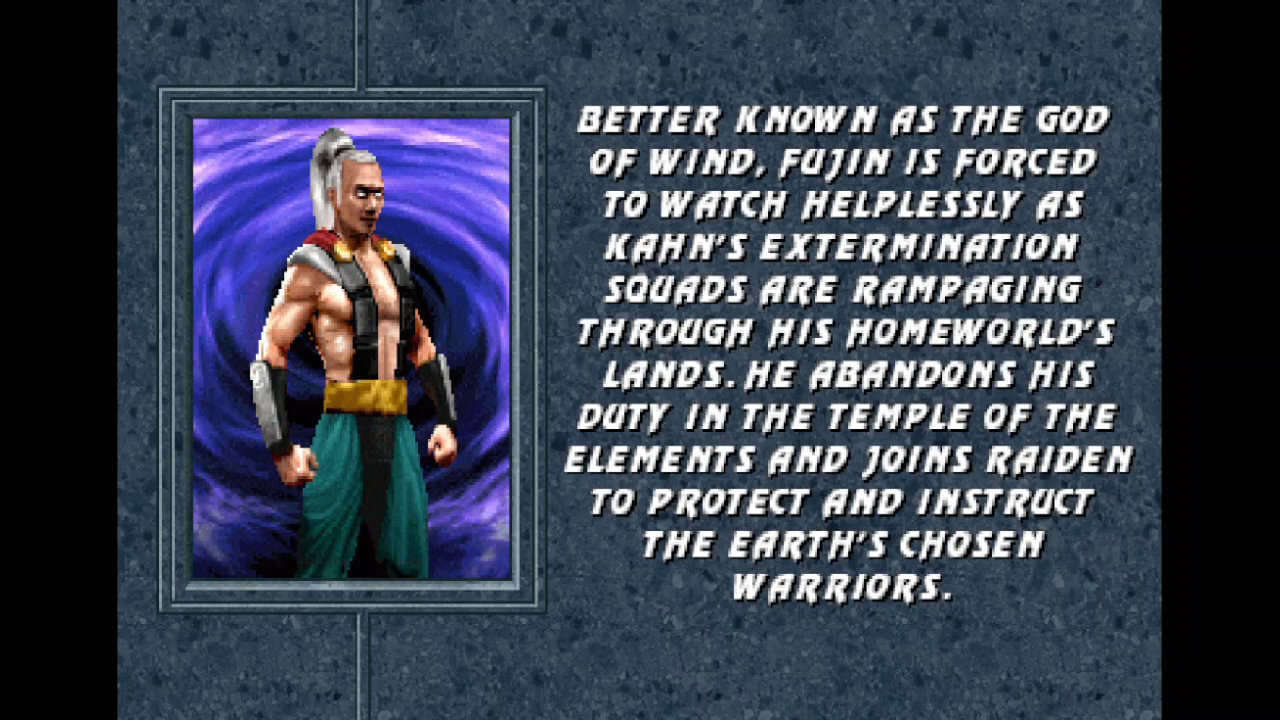 BETTER KNOWN AS THE GOD
OF WIND, FUJIN IS FORCED
TO WATCH HELPLESSLY AS
KAHN'S EXTERMINATION
SQUADS ARE RAMPAGING
THROUGH HIS HOMEWORLD'S
LANDS. HE ABANDONS HIS
DUTY IN THE TEMPLE OF THE
ELEMENTS AND JOINS RAIDEN
TO PROTECT AND INSTRUCT
THE EARTH'S CHOSEN
WARRIORS.